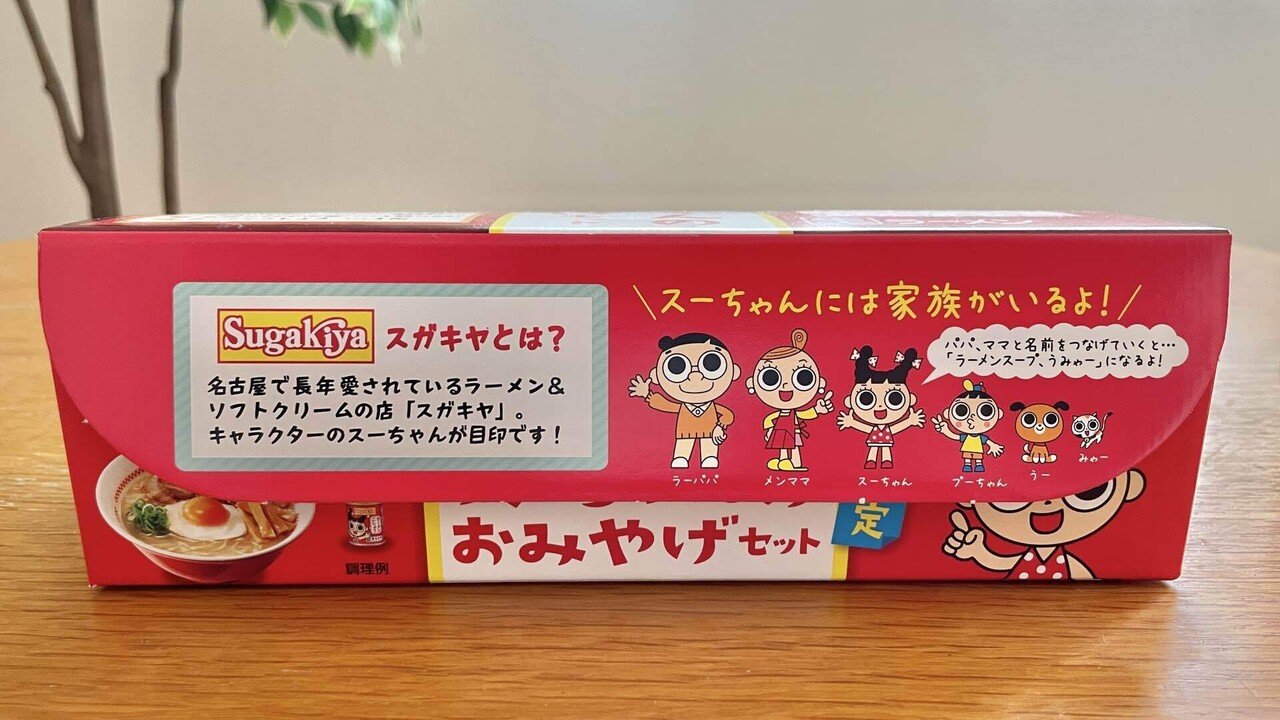 Sugakiya スガキヤとは?
名古屋で長年愛されているラーメン&
ソフトクリームの店「スガキヤ」。
キャラクターのスーちゃんが目印です!
\スーちゃんには家族がいるよ!/
パパ、ママと名前をつなげていくと…
「ラーメンスープ、うみゃー」になるよ!
ラーパパ
メンママ
スーちゃん
プーちゃん
うー
みゃー
おみやげセット
定
調理例